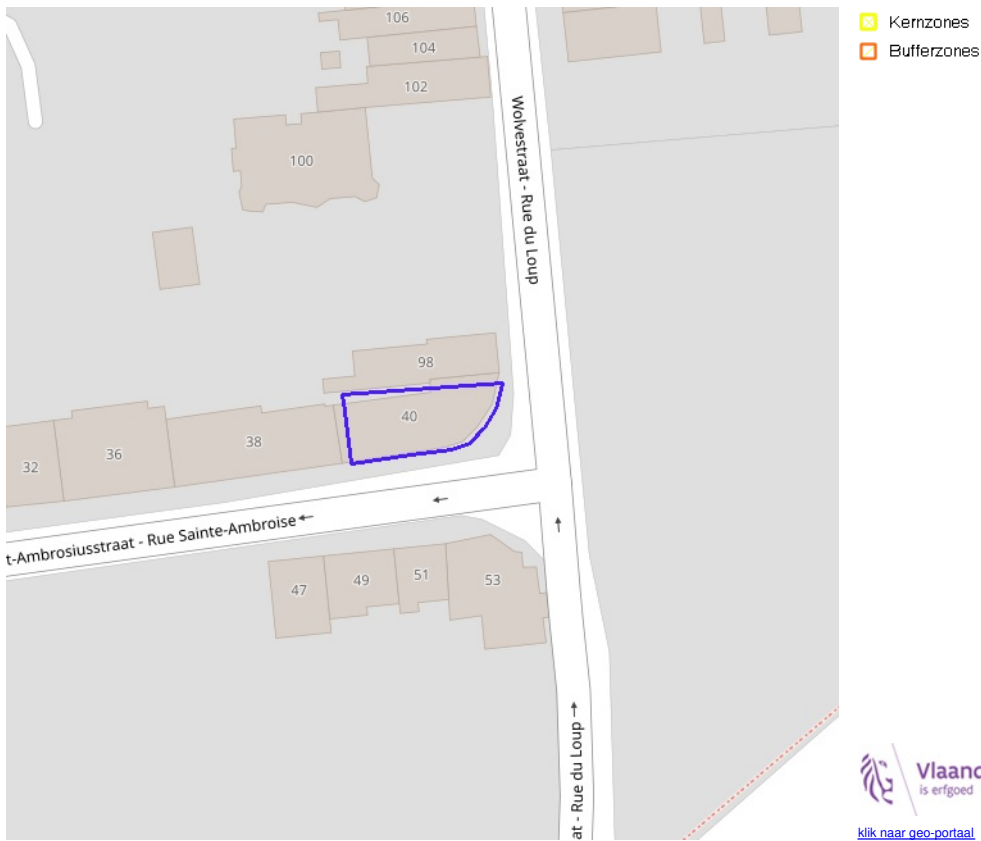 106
104
102
100
Wolvestraat - Rue du Loup
98
40
38
36
32
t-Ambrosiusstraat - Rue Sainte-Ambroise
47
49
51
53
at - Rue du Loup
Kernzones
Bufferzones
Vlaand
is erfgoed
klik naar geo-portaal